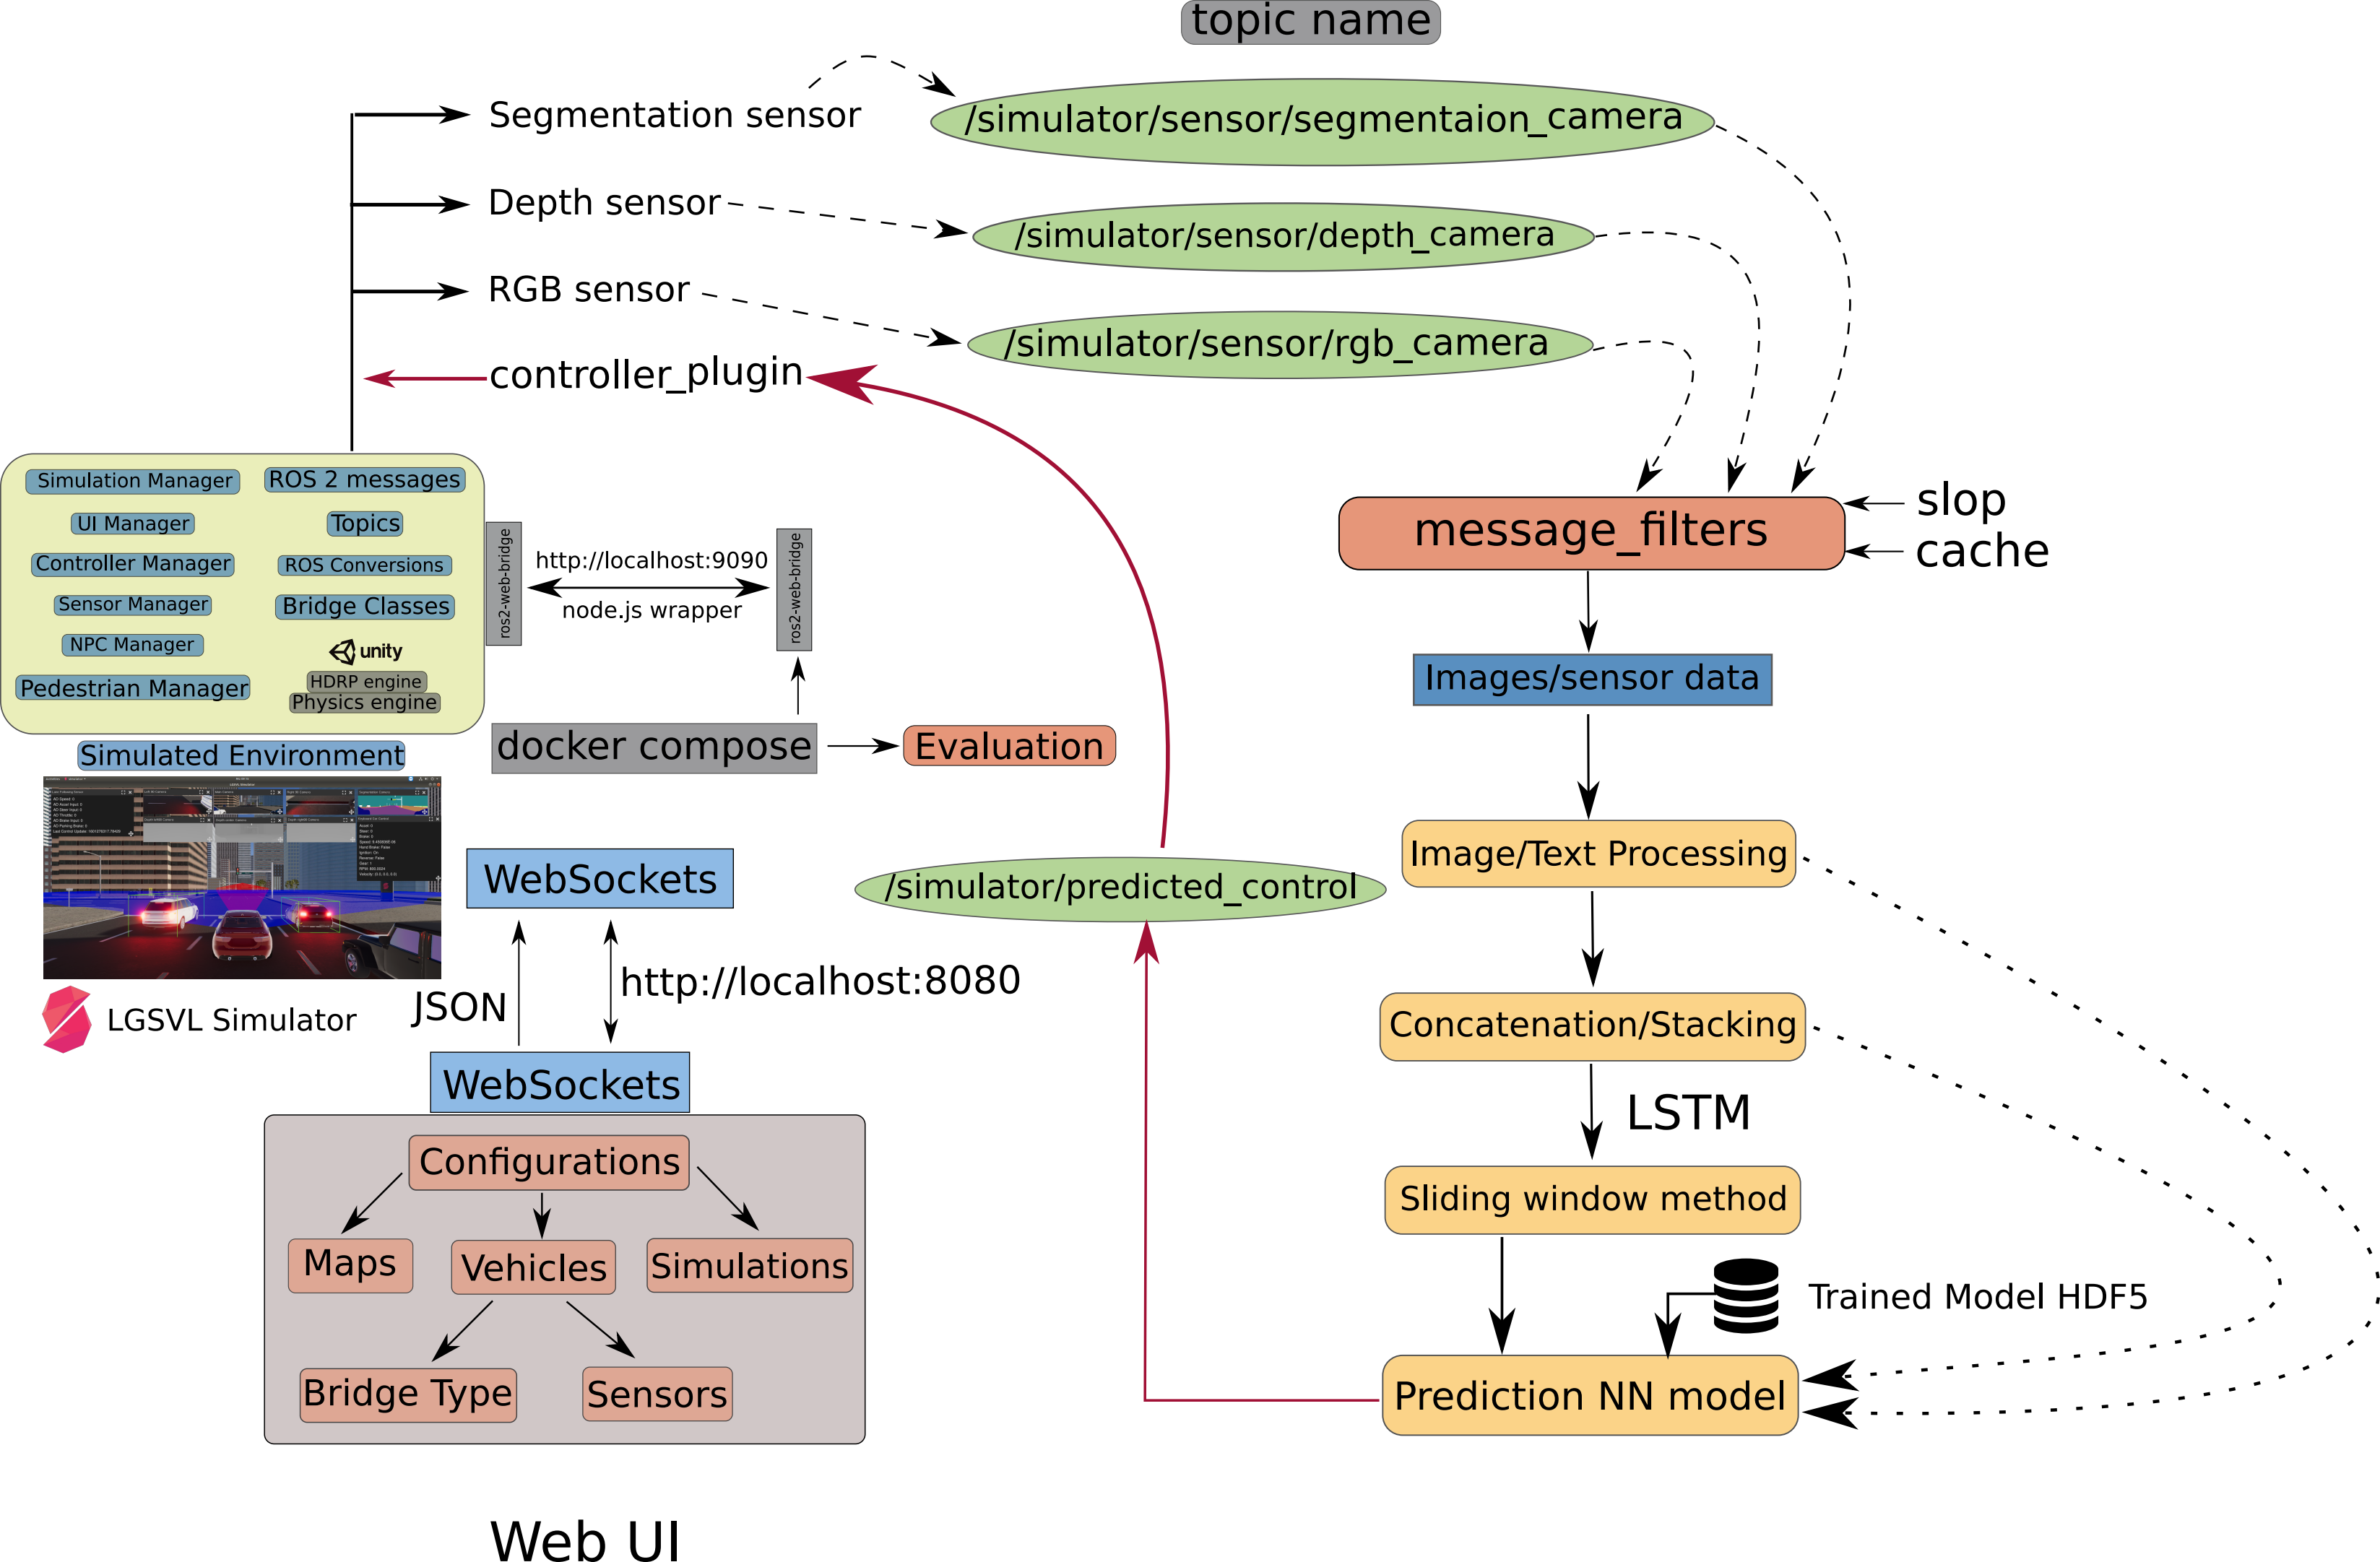 topic name
Segmentation sensor
/simulator/sensor/segmentaion_camera
Depth sensor
/simulator/sensor/depth_camera
RGB sensor
/simulator/sensor/rgb_camera
controller_plugin
Simulation Manager
UI Manager
Controller Manager
Sensor Manager
NPC Manager
Pedestrian Manager
ROS 2 messages
Topics
ROS Conversions
Bridge Classes
unity
HDRP engine
Physics engine
ros2-web-bridge
http://localhost:9090
node.js wrapper
ros2-web-bridge
docker compose
Evaluation
Simulated Environment
LGSVL Simulator
WebSockets
JSON
http://localhost:8080
WebSockets
Configurations
Maps
Vehicles
Simulations
Bridge Type
Sensors
Web UI
/simulator/predicted_control
message_filters
slop
cache
Images/sensor data
Image/Text Processing
Concatenation/Stacking
LSTM
Sliding window method
Trained Model HDF5
Prediction NN model